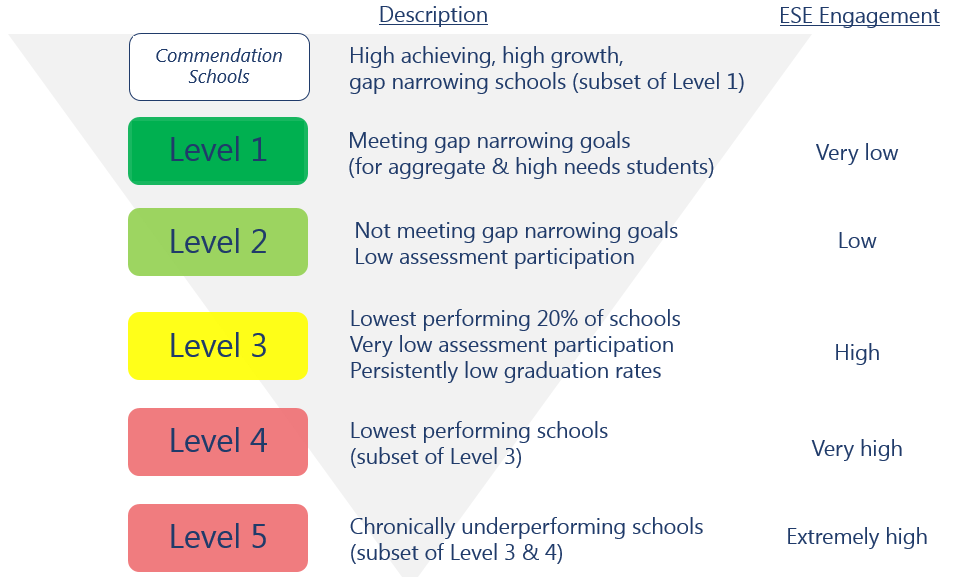 Description
ESE Engagement
Commendation
Schools
High achieving, high growth,
gap narrowing schools (subset of Level 1)
Level 1
Meeting gap narrowing goals
(for aggregate & high needs students)
Very low
Level 2
Not meeting gap narrowing goals
Low assessment participation
Low
Level 3
Lowest performing 20% of schools
Very low assessment participation
Persistently low graduation rates
High
Level 4
Lowest performing schools
(subset of Level 3)
Very high
Level 5
Chronically underperforming schools
(subset of Level 3 & 4)
Extremely high